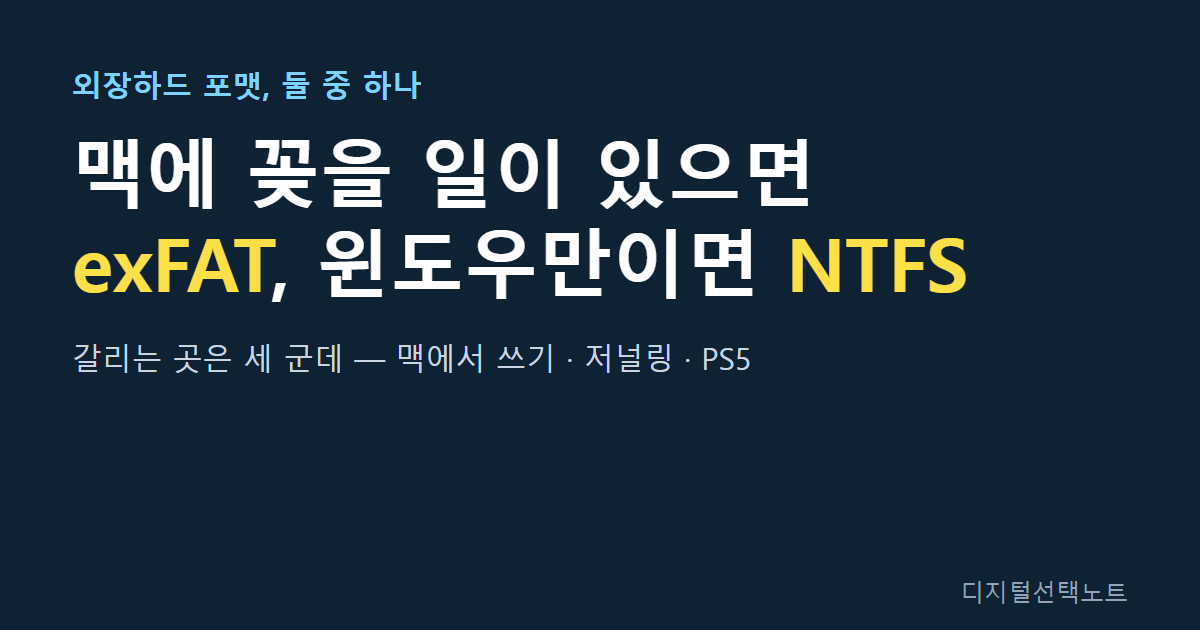 외장하드 포맷, 둘 중 하나
맥에 꽂을 일이 있으면
exFAT, 윈도우만이면 NTFS
갈리는 곳은 세 군데 — 맥에서 쓰기 · 저널링 · PS5
디지털선택노트